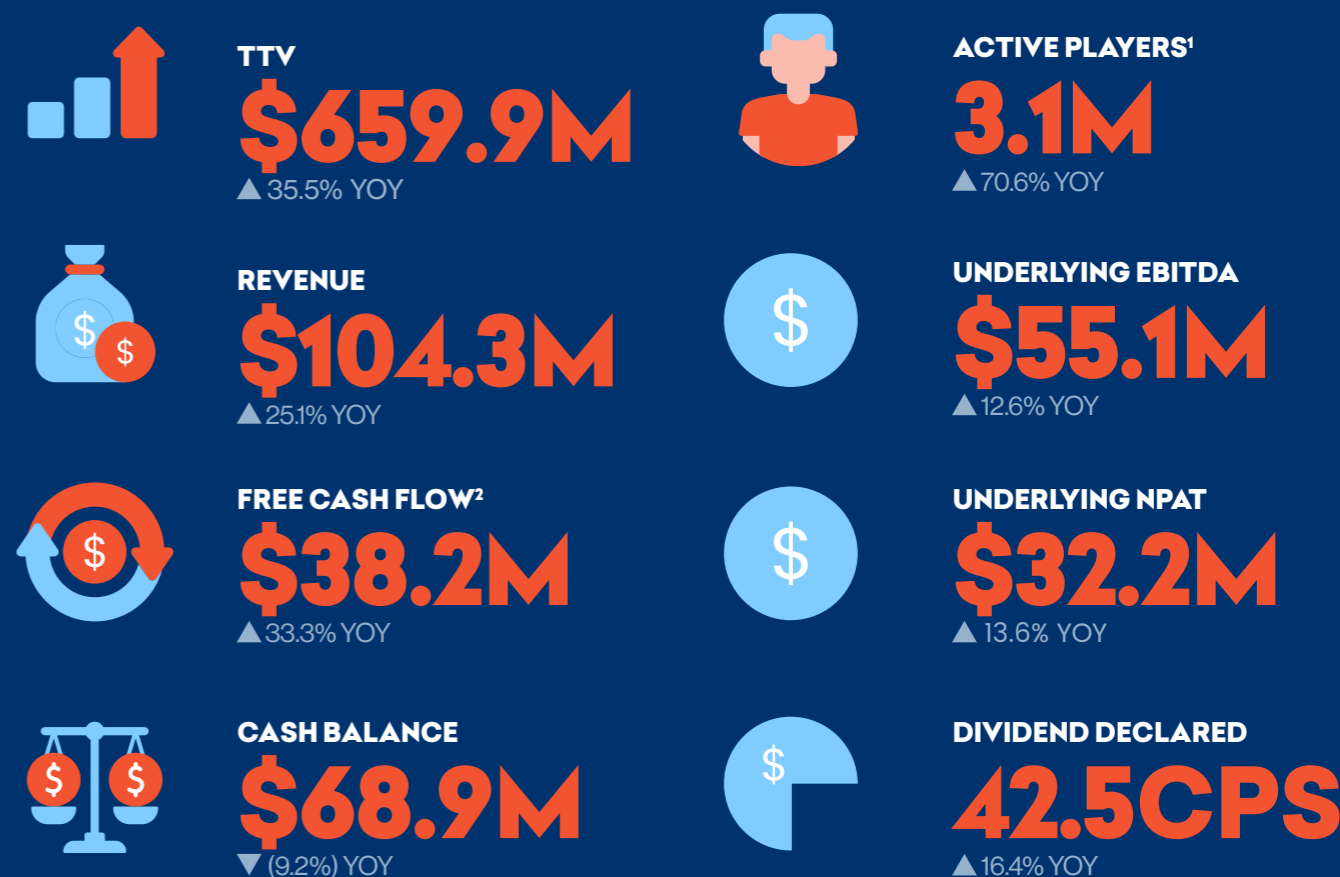 TTV
$659.9M
▲ 35.5% YOY
ACTIVE PLAYERS¹
3.1M
▲ 70.6% YOY
$
$
REVENUE
$104.3M
▲ 25.1% YOY
$
UNDERLYING EBITDA
$55.1M
▲ 12.6% YOY
$
FREE CASH FLOW²
$38.2M
▲ 33.3% YOY
$
UNDERLYING NPAT
$32.2M
▲ 13.6% YOY
$ $
CASH BALANCE
$68.9M
▼ (9.2%) YOY
$
DIVIDEND DECLARED
42.5CPS
▲ 16.4% YOY